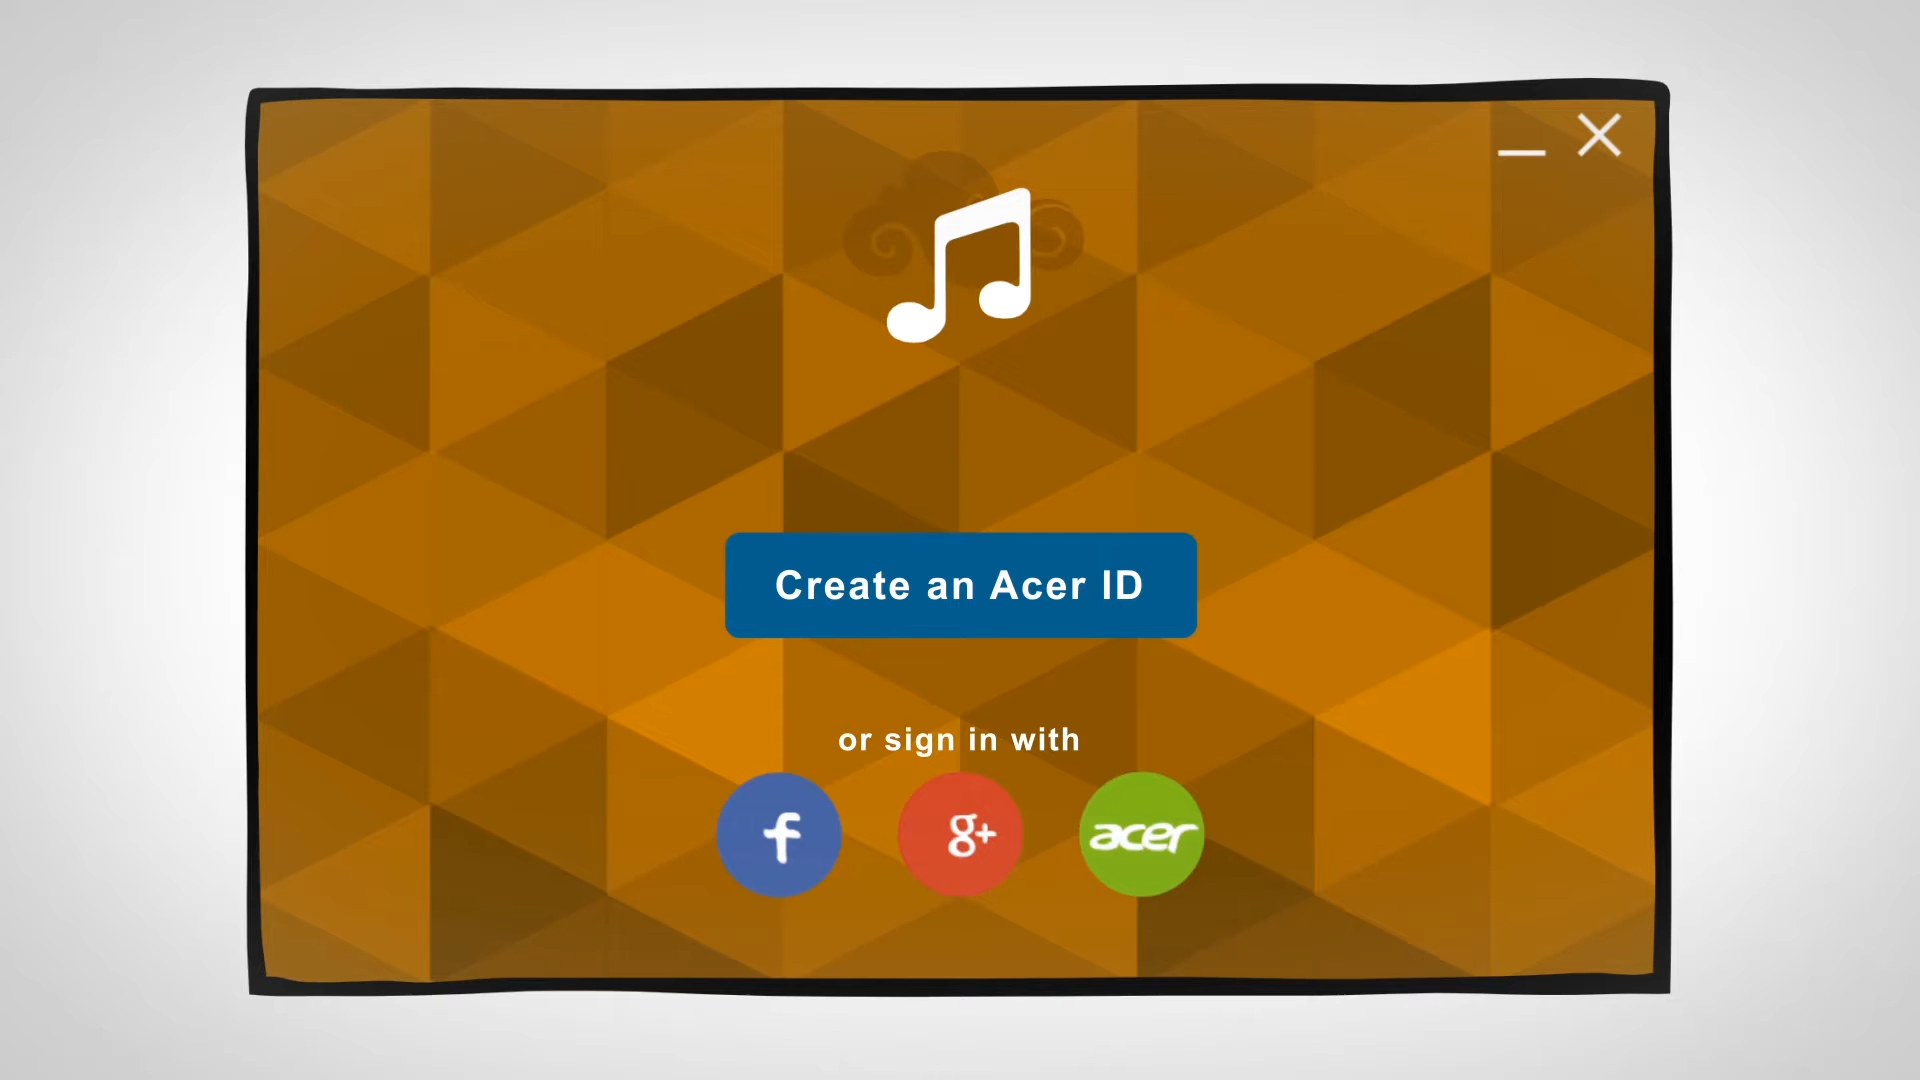 Create an Acer ID
or sign in with
f
g+
acer